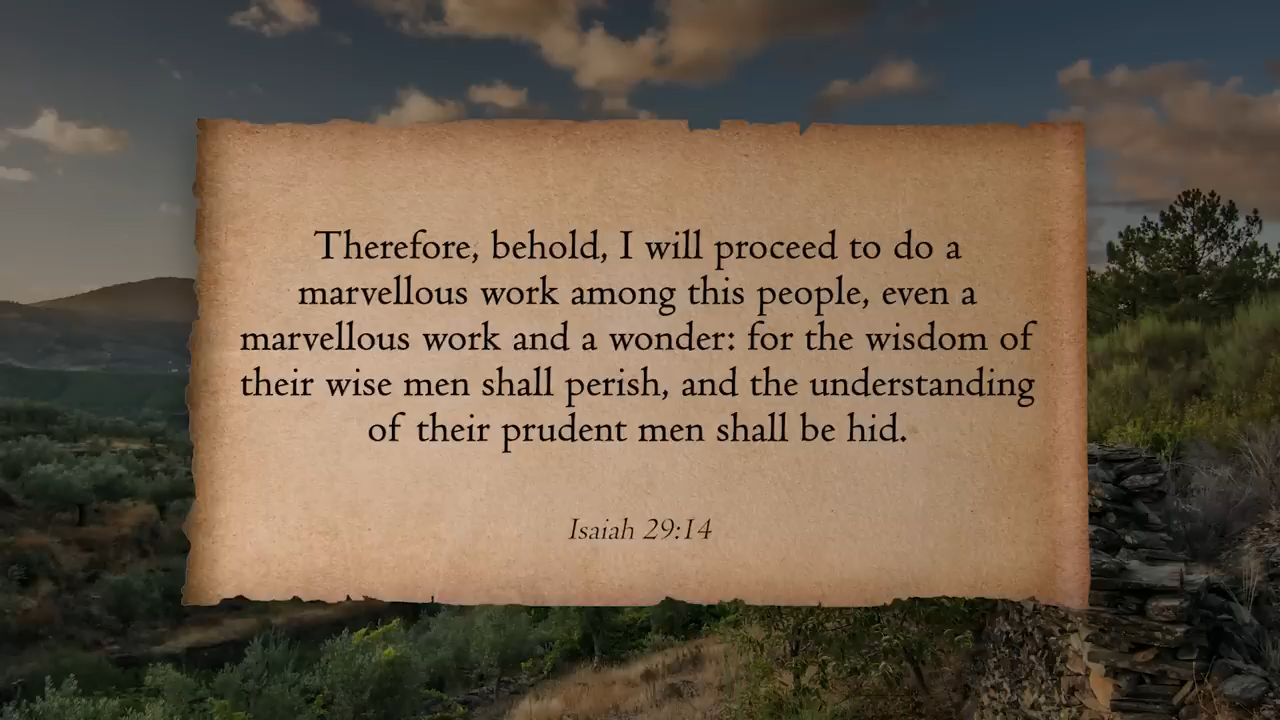 Therefore, behold, I will proceed to do a
marvellous work among this people, even a
marvellous work and a wonder: for the wisdom of
their wise men shall perish, and the understanding
of their prudent men shall be hid.
Isaiah 29:14